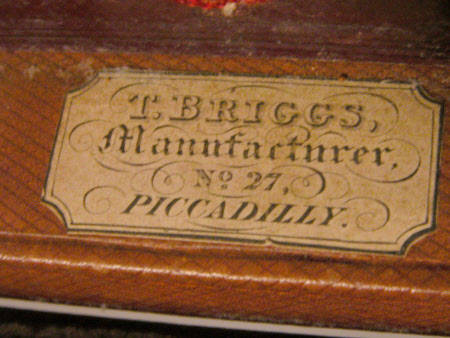 T. BRIGGS,
Manufacturer,
No 27,
PICCADILLY.